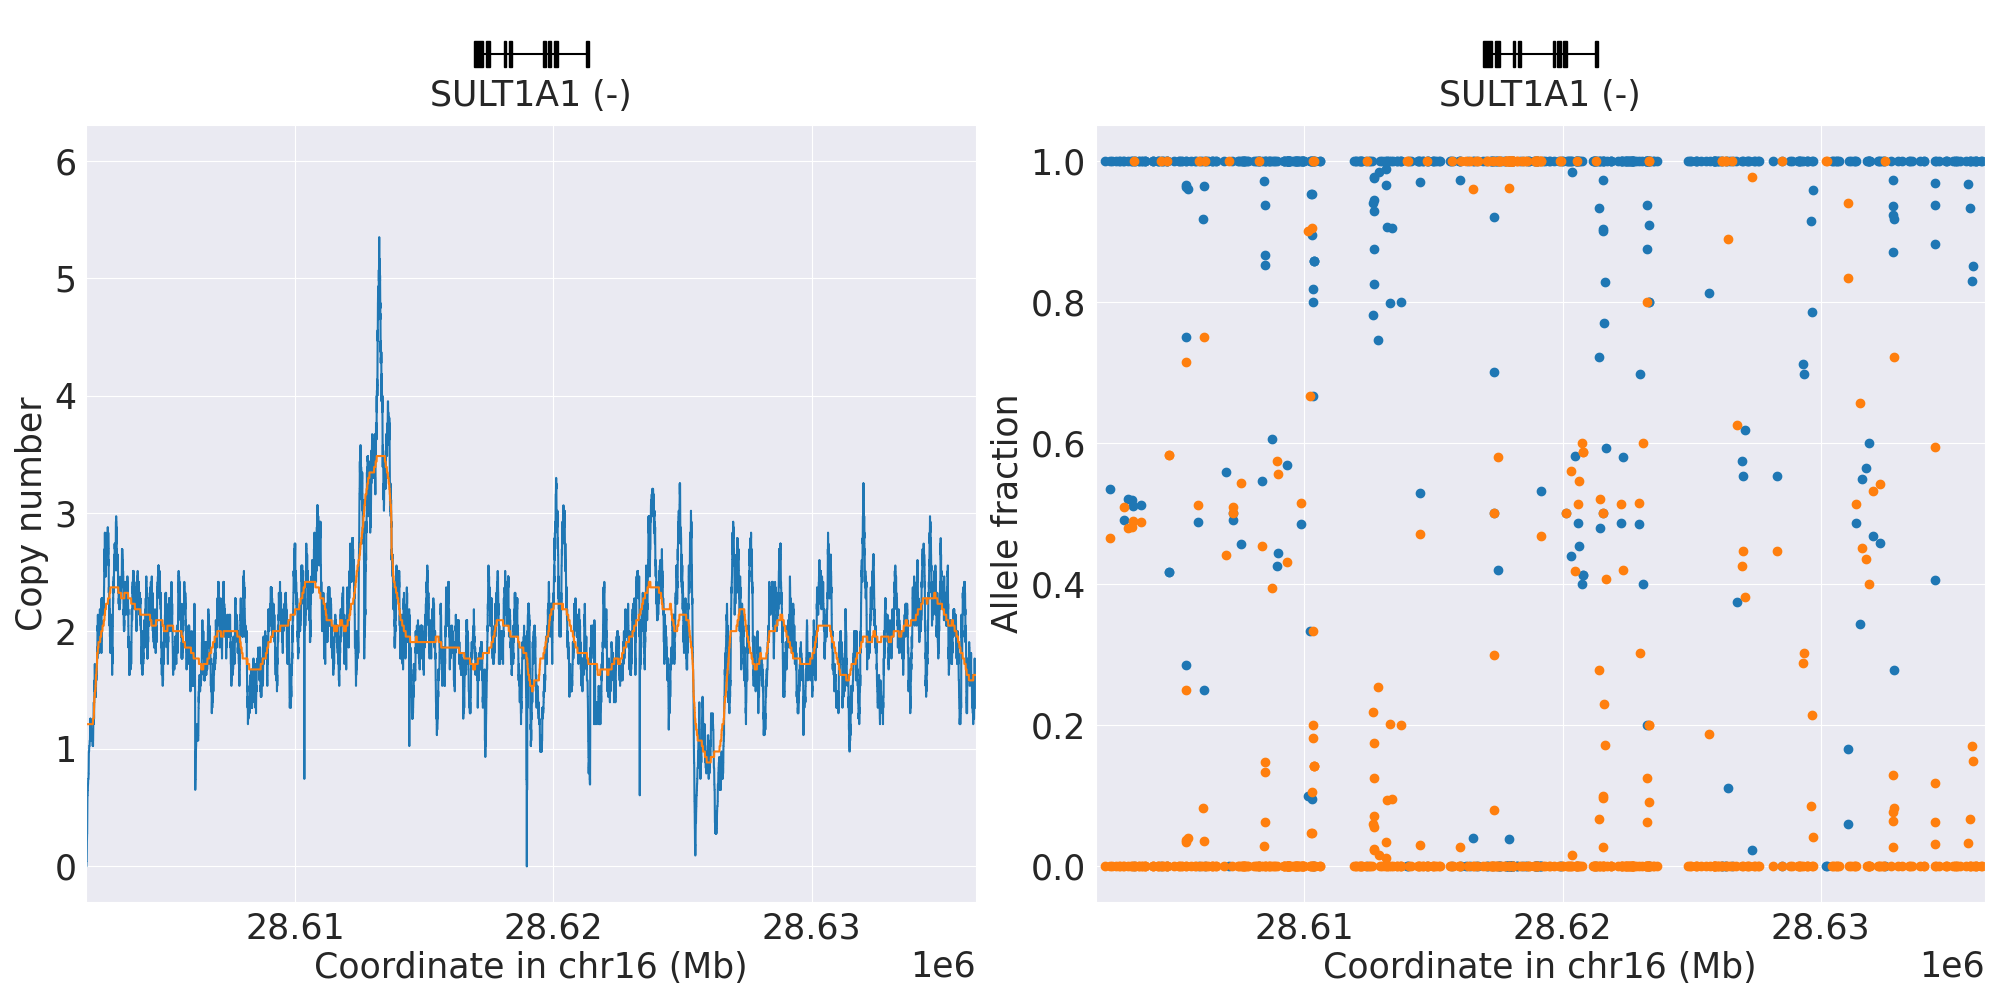 SULT1A1 (-)
6
5
4
3
2
1
0
Copy number
28.61
28.62
28.63
Coordinate in chr16 (Mb)
1e6
SULT1A1 (-)
1.0
0.8
0.6
0.4
0.2
0.0
Allele fraction
28.61
28.62
28.63
Coordinate in chr16 (Mb)
1e6